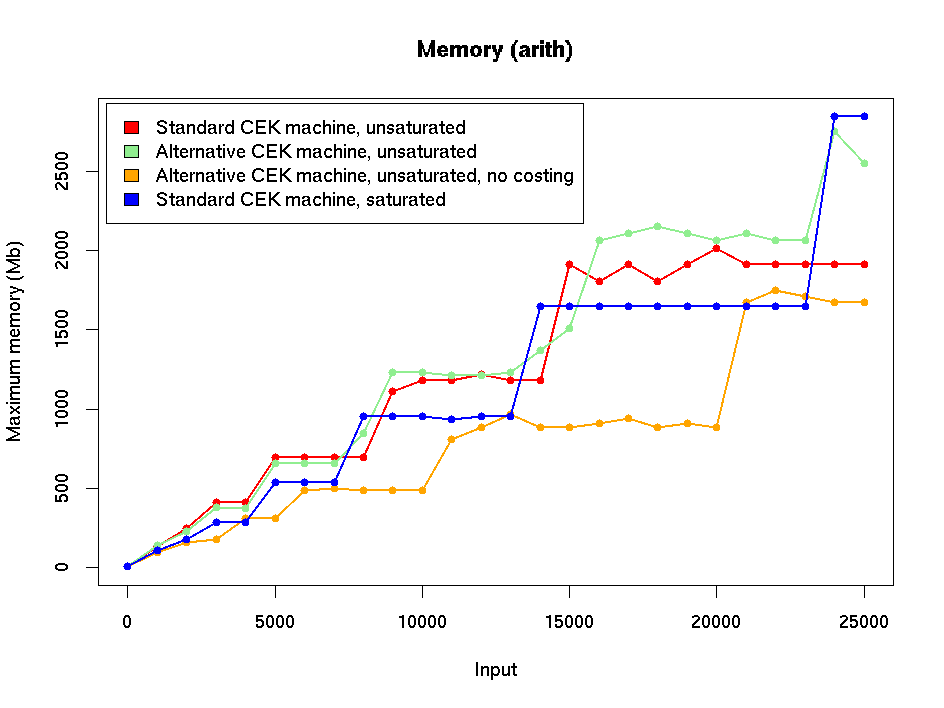 Memory (arith)
Standard CEK machine, unsaturated
Alternative CEK machine, unsaturated
Alternative CEK machine, unsaturated, no costing
Standard CEK machine, saturated
Maximum memory (Mb)
2500
2000
1500
1000
500
0
0 5000 10000 15000 20000 25000
Input